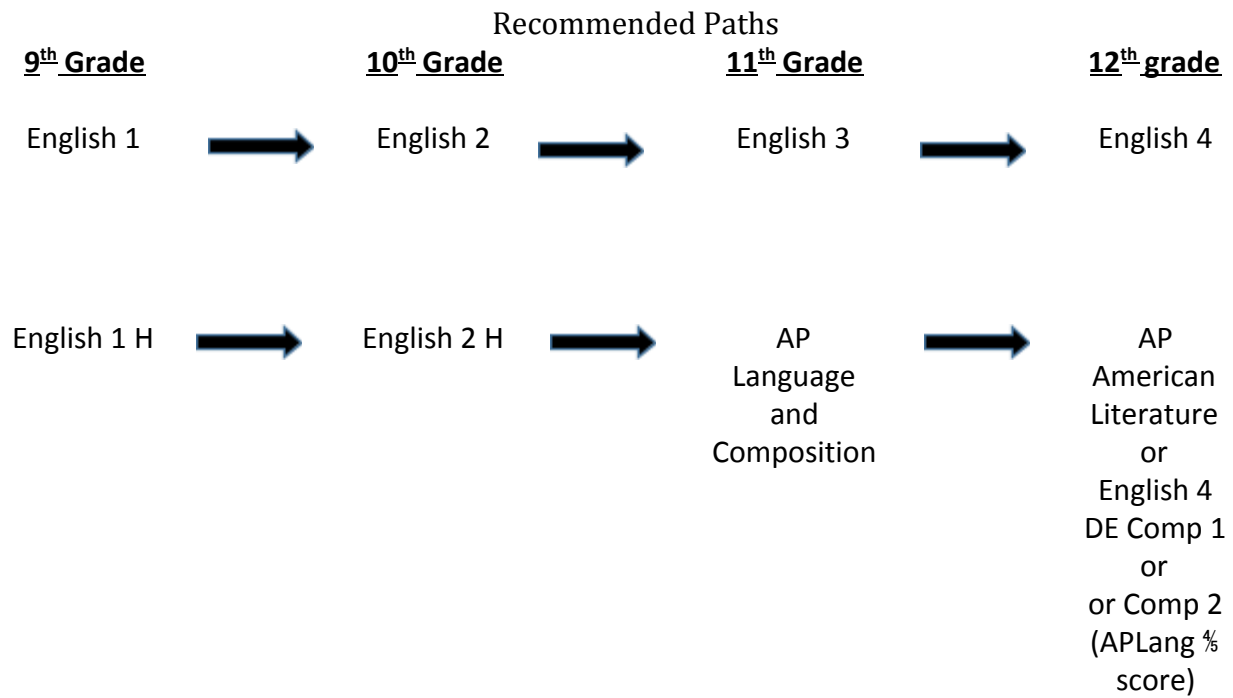 Recommended Paths
9th Grade 10th Grade 11th Grade 12th grade
English 1 English 2 English 3 English 4
English 1 H English 2 H AP AP
Language American
and Literature
Composition or
English 4
DE Comp 1
or
or Comp 2
(APLang ⅘
score)